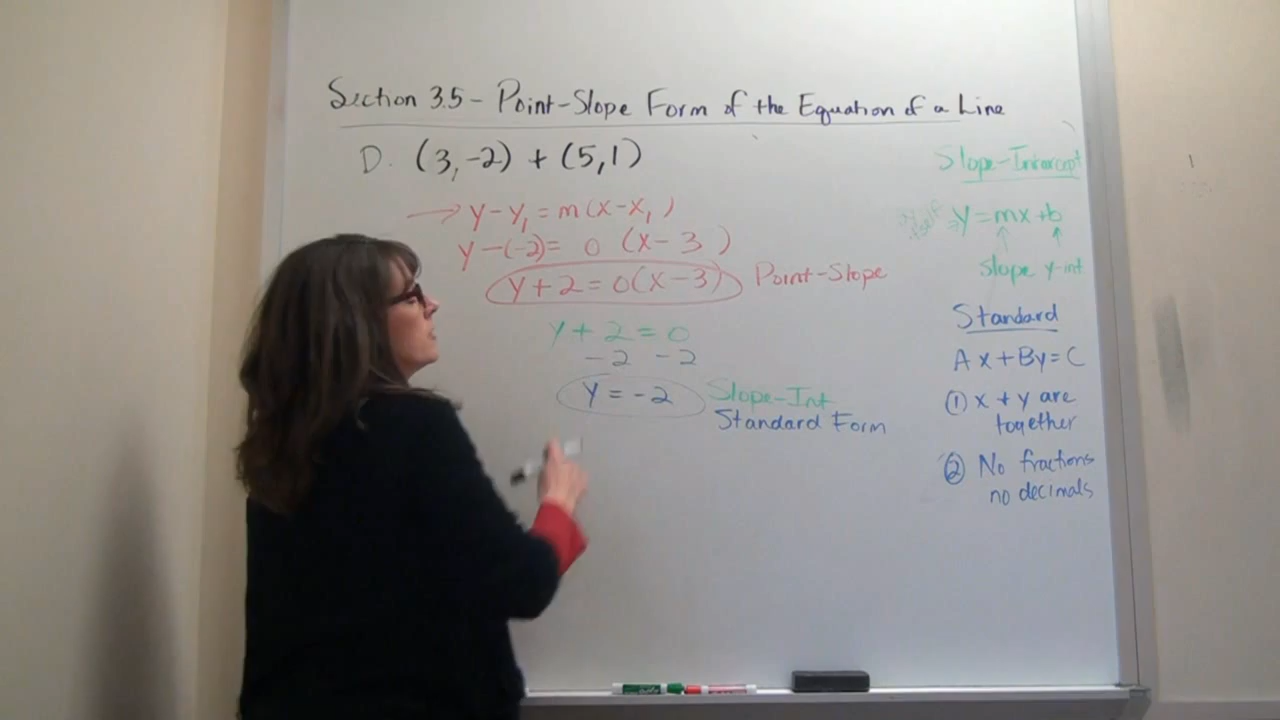 Section 3.5 - Point-Slope Form of the Equation of a Line
D. (3,-2) + (5,1)
→ y-y₁ = m(x-x₁)
y-(-2) = 0 (x-3)
y+2=0(x-3) Point-Slope
y+2=0
-2 -2
y=-2 Slope-Int
Standard Form
Slope-Intercept
y=mx+b
Slope y-int
Standard
Ax+By=C
① x + y are
together
② No fractions
no decimals